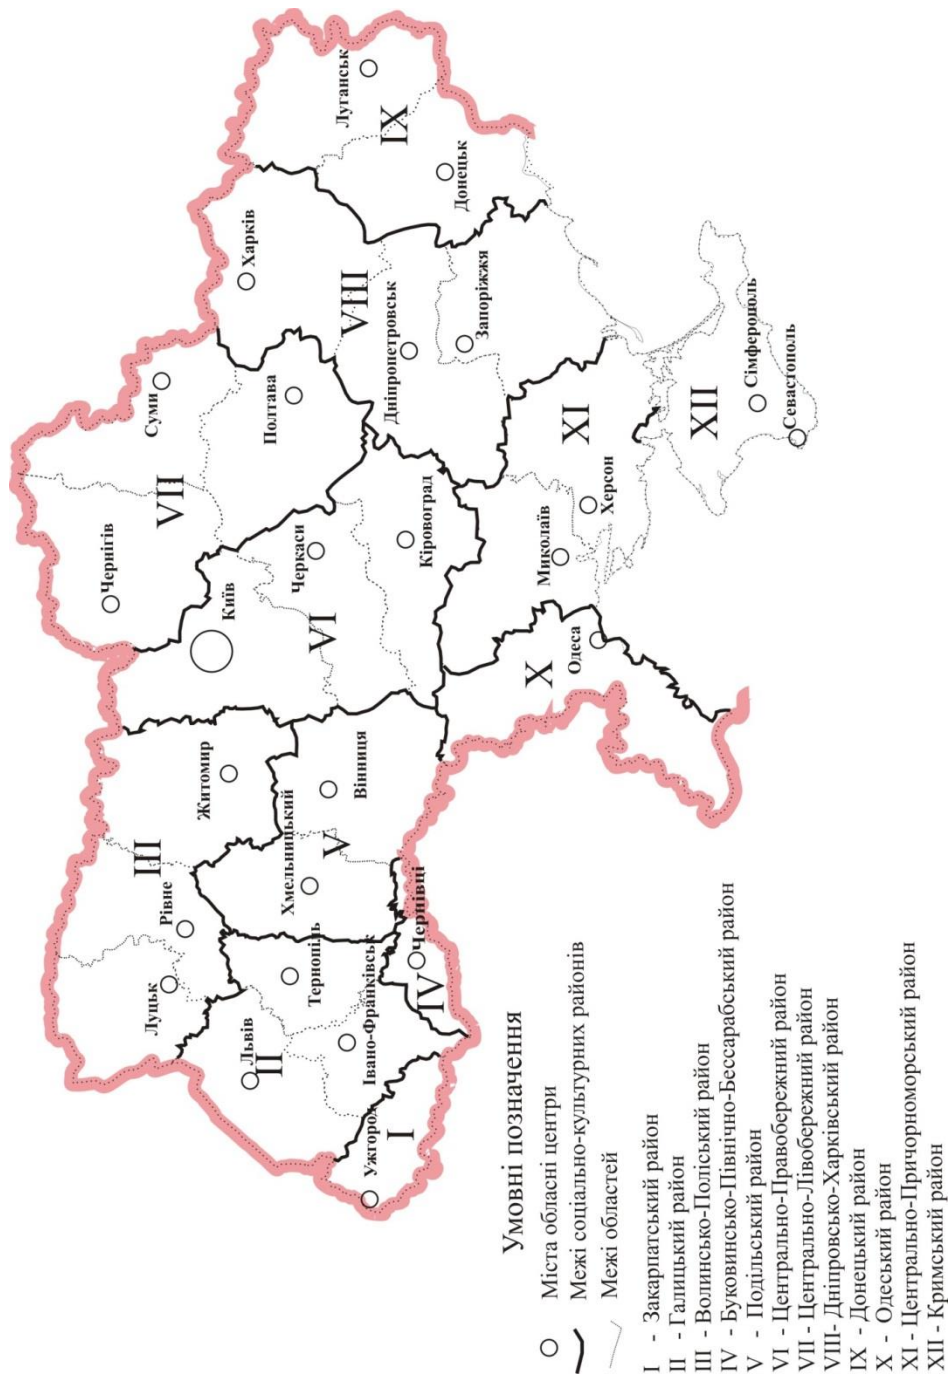 Луганськ
IX
Донецьк
Харків
VIII
Дніпропетровськ
Запоріжжя
Суми
Полтава
VII
Чернігів
Київ
Черкаси
VI
Кіровоград
XI
Миколаїв
Херсон
XII
Сімферополь
Севастополь
X
Одеса
Житомир
III
Рівне
Луцьк
Хмельницький
V
Вінниця
Львів
II
Тернопіль
Івано-Франківськ
Чернівці
IV
Ужгород
I
Умовні позначення
Міста обласні центри
Межі соціально-культурних районів
Межі областей
I - Закарпатський район
II - Галицький район
III - Волинсько-Поліський район
IV - Буковинсько-Північно-Бессарабський район
V - Подільський район
VI - Центрально-Правобережний район
VII - Центрально-Лівобережний район
VIII- Дніпровсько-Харківський район
IX - Донецький район
X - Одеський район
XI - Центрально-Причорноморський район
XII - Кримський район